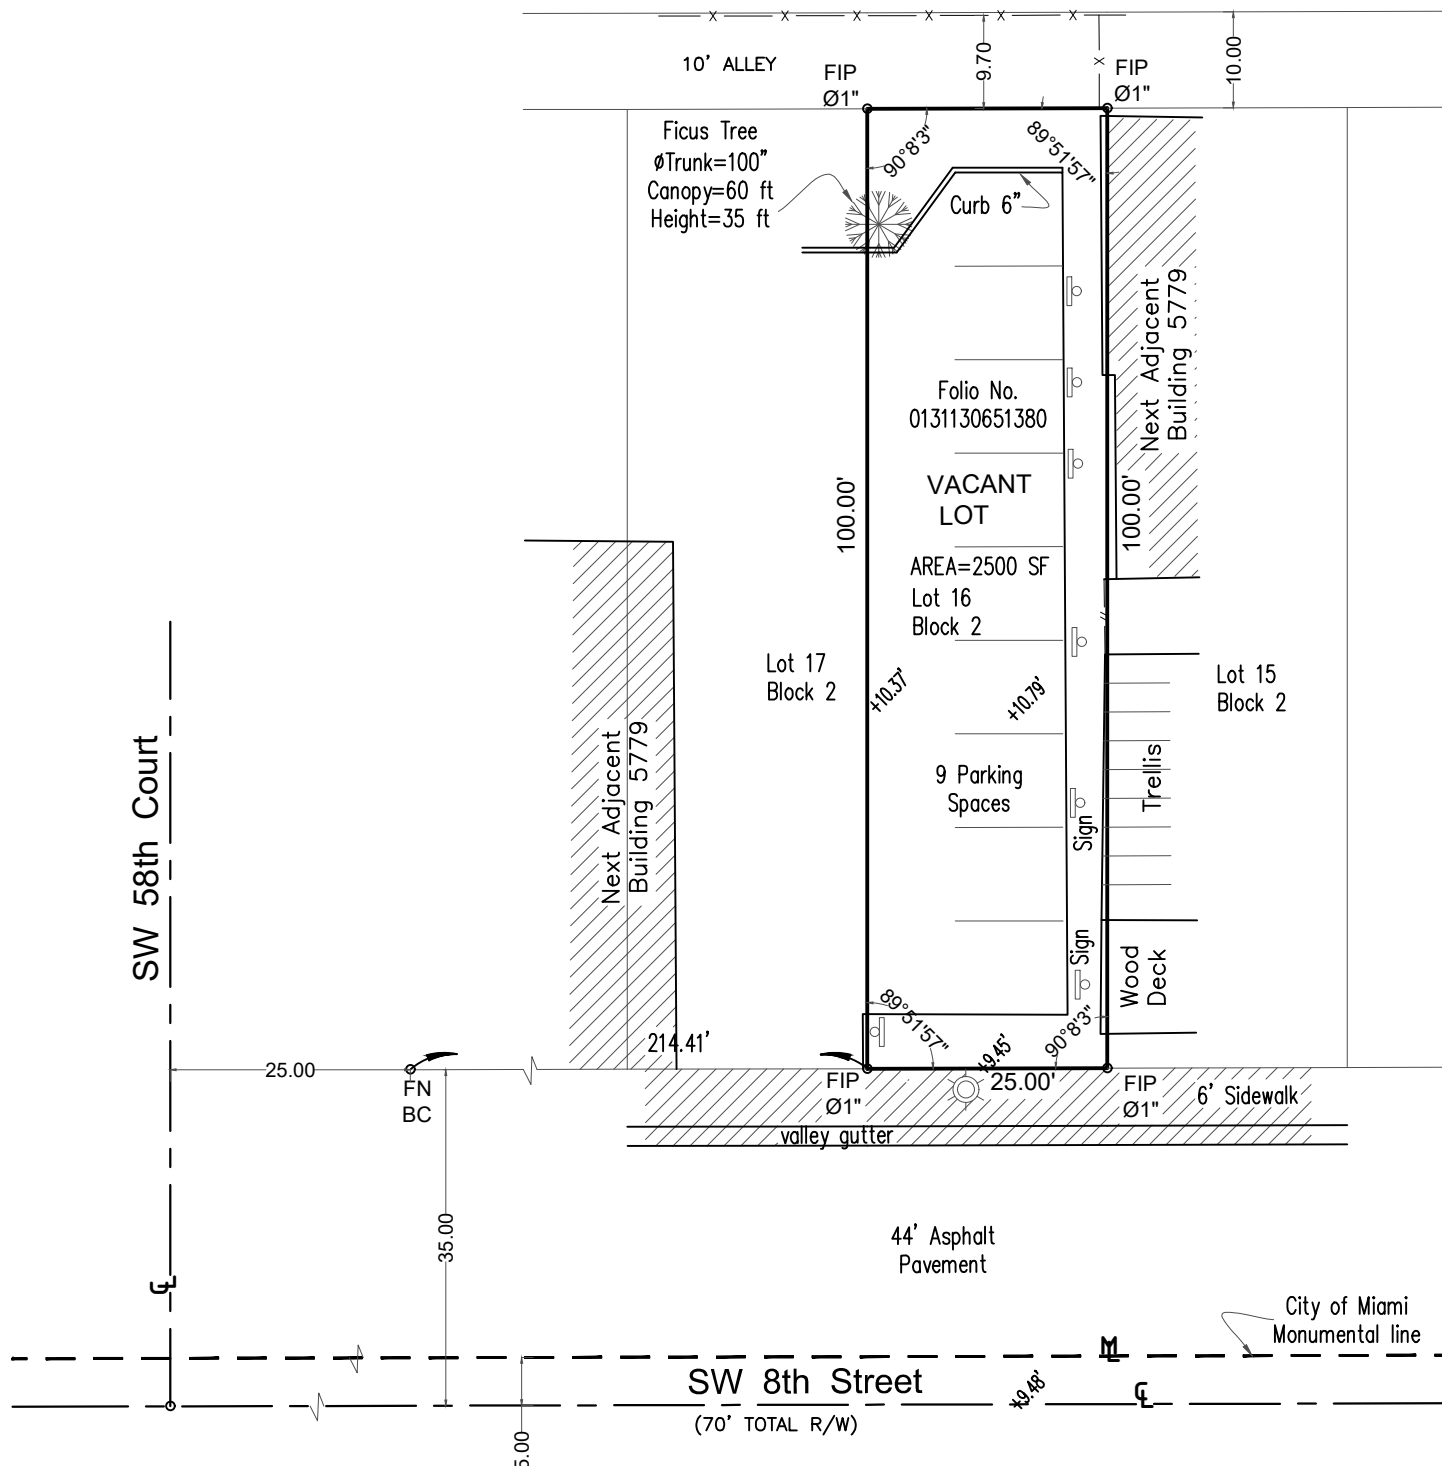 10' ALLEY
9.70
10.00
X X X X X X
X
FIP
Ø1"
FIP
Ø1"
Ficus Tree
ØTrunk=100"
Canopy=60 ft
Height=35 ft
90°8'3"
89°51'57"
Curb 6"
Next Adjacent
Building 5779
Folio No.
0131130651380
VACANT
LOT
100.00'
100.00'
AREA=2500 SF
Lot 16
Block 2
Lot 17
Block 2
+10.37'
+10.79'
Lot 15
Block 2
SW 58th Court
Next Adjacent
Building 5779
9 Parking
Spaces
Trellis
Sign
Sign
Wood
Deck
89°51'57"
90°8'3"
+9.45'
214.41'
25.00
25.00'
FN
BC
FIP
Ø1"
FIP
Ø1"
6' Sidewalk
valley gutter
35.00
44' Asphalt
Pavement
City of Miami
Monumental line
CL
ML
SW 8th Street
+9.48'
CL
(70' TOTAL R/W)